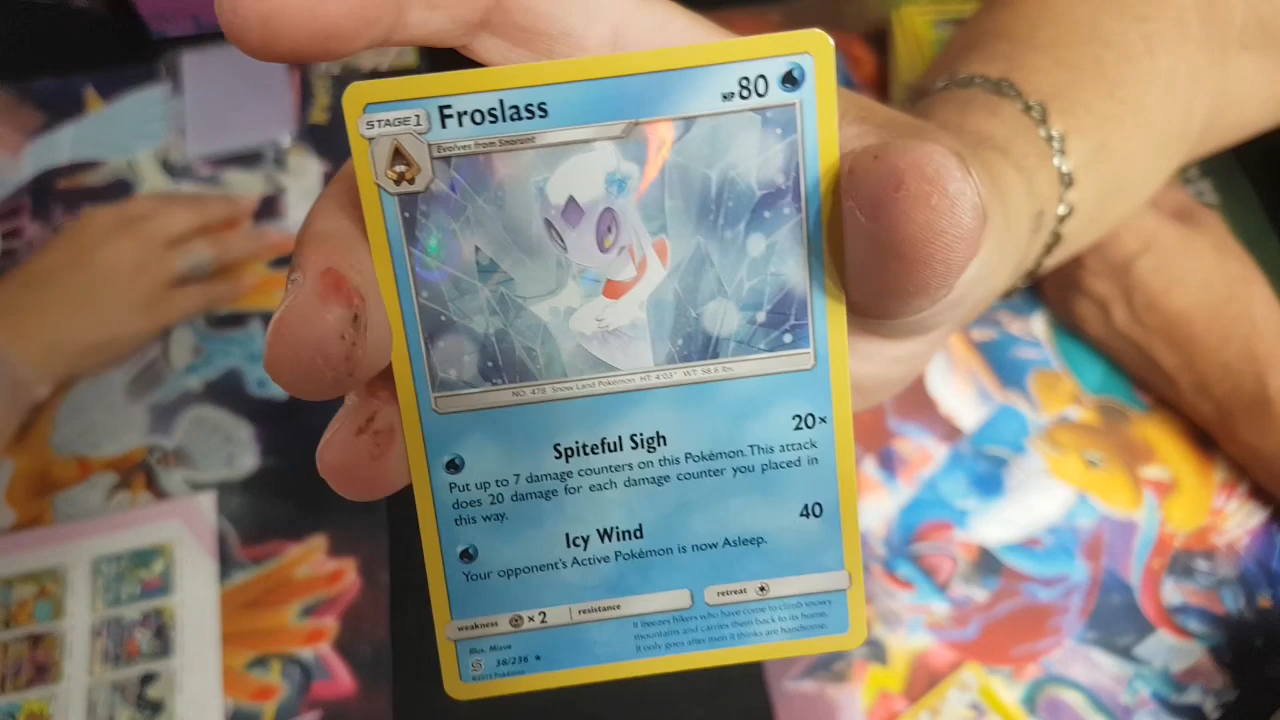 STAGE1
Froslass
HP80
Evolves from Snorunt
NO. 478 Snow Land Pokémon HT: 4'03" WT: 58.6 lbs.
Spiteful Sigh
20×
Put up to 7 damage counters on this Pokémon. This attack
does 20 damage for each damage counter you placed in
this way.
Icy Wind
40
Your opponent's Active Pokémon is now Asleep.
weakness × 2 resistance
retreat
It freezes hikers who have come to climb snowy
mountains and carries them back to its home.
It only goes after men it thinks are handsome.
Illus. Mizue
38/236
©2019 Pokémon